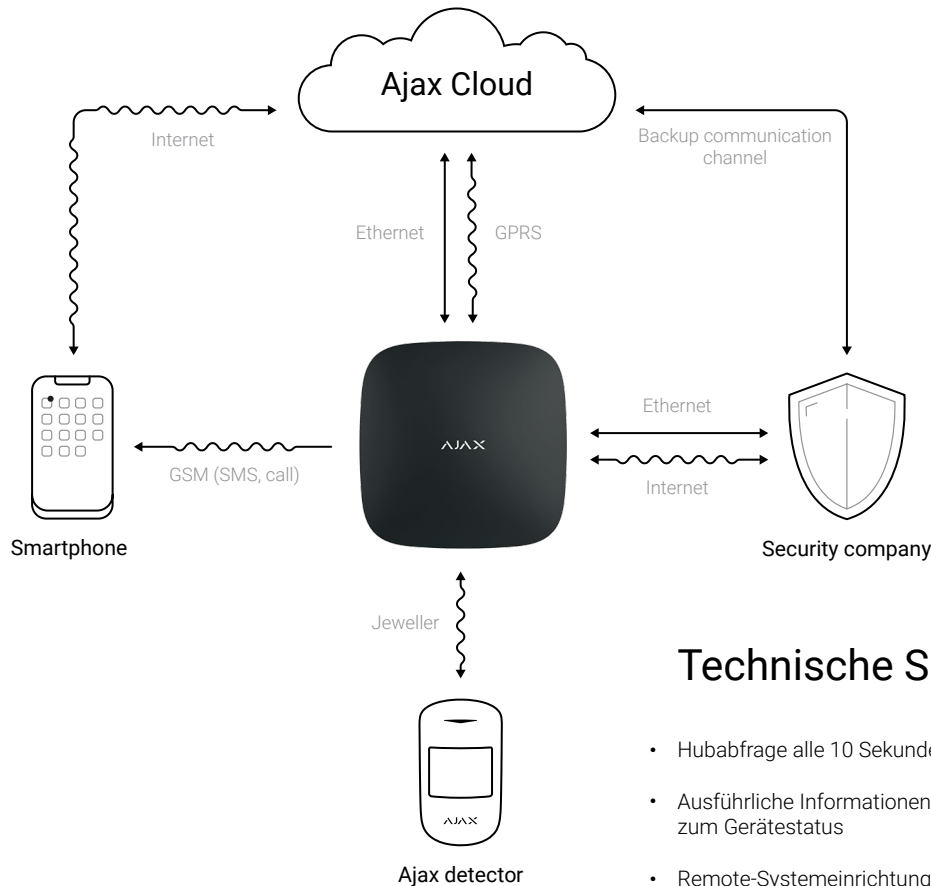 Ajax Cloud
Internet
Backup communication
channel
Ethernet
GPRS
AJAX
Ethernet
Internet
GSM (SMS, call)
Smartphone
Security company
Jeweller
AJAX
Ajax detector
Technische S
• Hubabfrage alle 10 Sekunde
• Ausführliche Informationen
zum Gerätestatus
• Remote-Systemeinrichtung